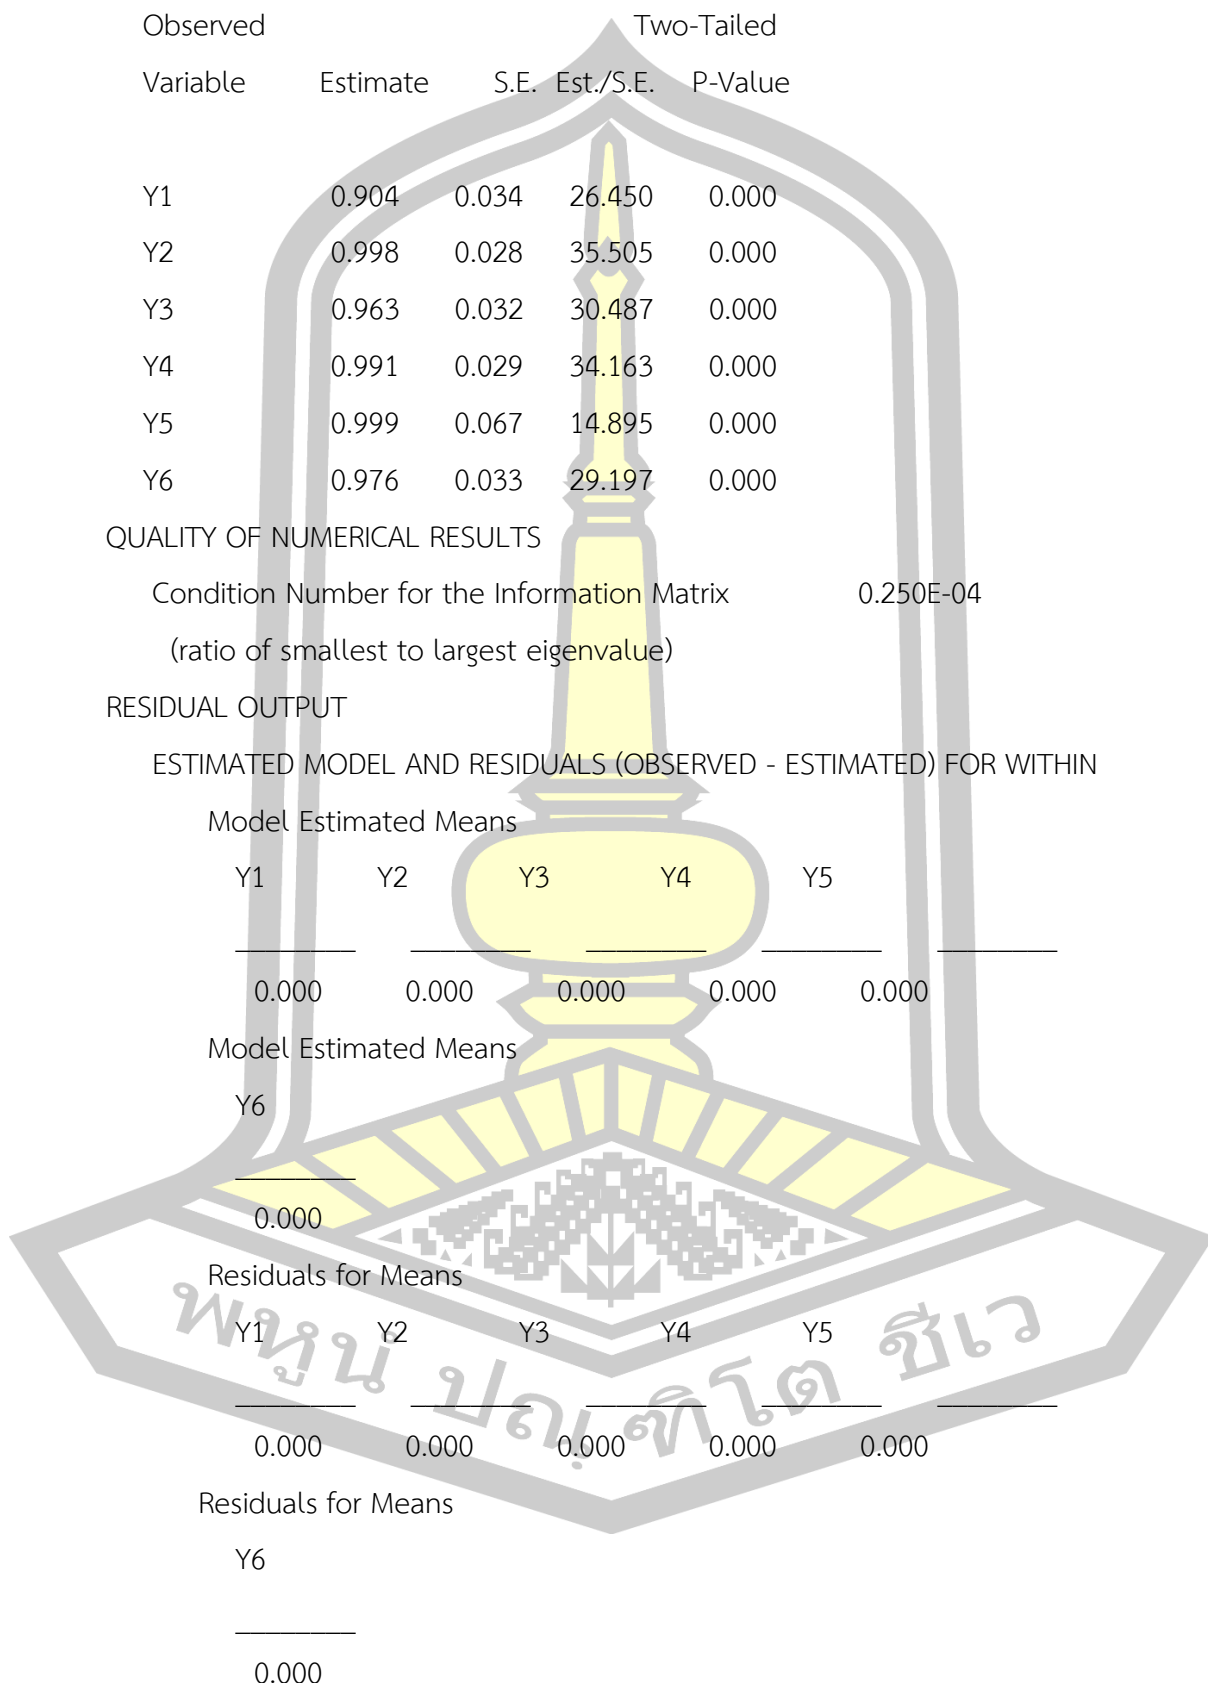 Observed Two-Tailed
Variable Estimate S.E. Est./S.E. P-Value
Y1 0.904 0.034 26.450 0.000
Y2 0.998 0.028 35.505 0.000
Y3 0.963 0.032 30.487 0.000
Y4 0.991 0.029 34.163 0.000
Y5 0.999 0.067 14.895 0.000
Y6 0.976 0.033 29.197 0.000
QUALITY OF NUMERICAL RESULTS
Condition Number for the Information Matrix 0.250E-04
(ratio of smallest to largest eigenvalue)
RESIDUAL OUTPUT
ESTIMATED MODEL AND RESIDUALS (OBSERVED - ESTIMATED) FOR WITHIN
Model Estimated Means
Y1 Y2 Y3 Y4 Y5
________ ________ ________ ________ ________
0.000 0.000 0.000 0.000 0.000
Model Estimated Means
Y6
________
0.000
Residuals for Means
Y1 Y2 Y3 Y4 Y5
________ ________ ________ ________ ________
0.000 0.000 0.000 0.000 0.000
Residuals for Means
Y6
________
0.000
พหูนํ ปณฺฑิโต ชีเว